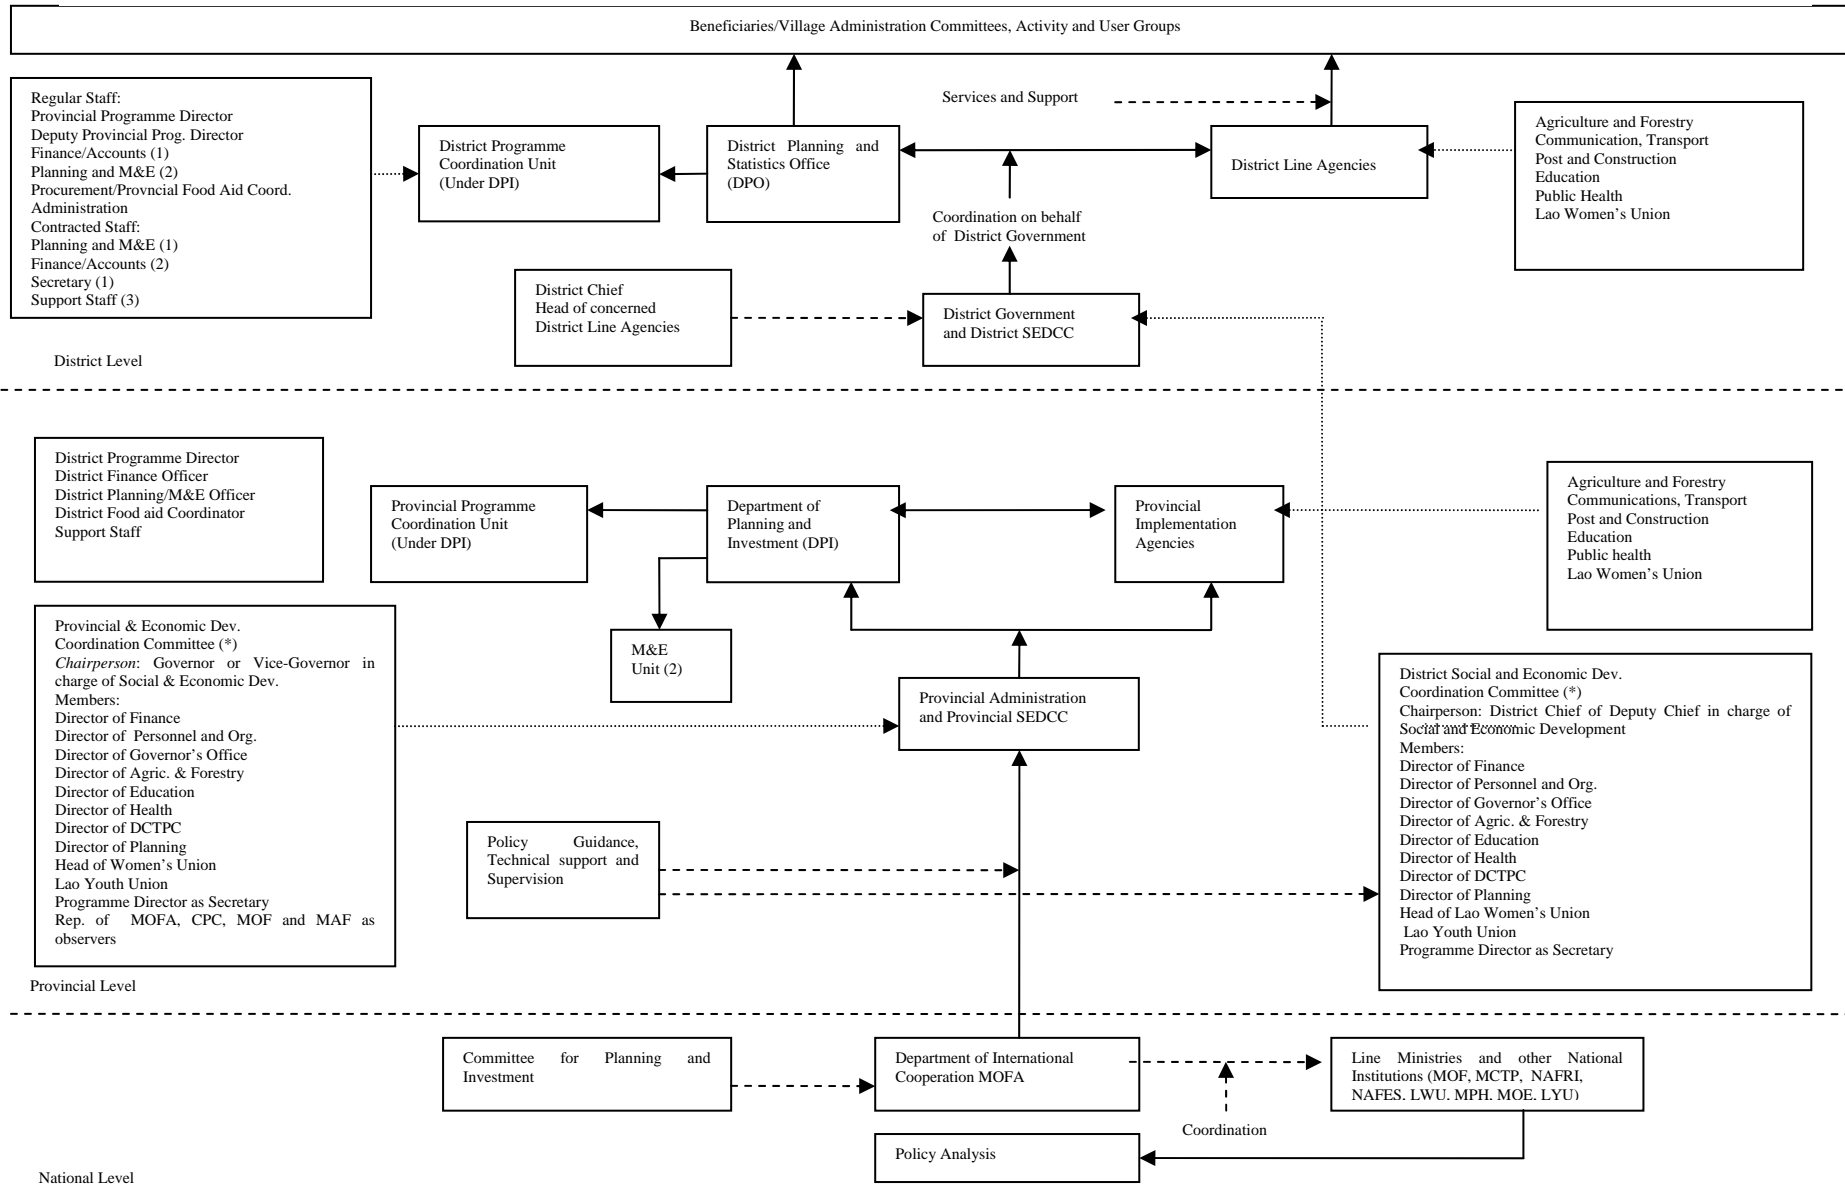 Beneficiaries/Village Administration Committees, Activity and User Groups
Regular Staff:
Provincial Programme Director
Deputy Provincial Prog. Director
Finance/Accounts (1)
Planning and M&E (2)
Procurement/Provncial Food Aid Coord.
Administration
Contracted Staff:
Planning and M&E (1)
Finance/Accounts (2)
Secretary (1)
Support Staff (3)
District Programme
Coordination Unit
(Under DPI)
District Planning and
Statistics Office
(DPO)
Services and Support
District Line Agencies
Agriculture and Forestry
Communication, Transport
Post and Construction
Education
Public Health
Lao Women's Union
Coordination on behalf
of District Government
District Chief
Head of concerned
District Line Agencies
District Government
and District SEDCC
District Level
District Programme Director
District Finance Officer
District Planning/M&E Officer
District Food aid Coordinator
Support Staff
Provincial Programme
Coordination Unit
(Under DPI)
Department of
Planning and
Investment (DPI)
Provincial
Implementation
Agencies
Agriculture and Forestry
Communications, Transport
Post and Construction
Education
Public health
Lao Women's Union
Provincial & Economic Dev.
Coordination Committee (*)
Chairperson: Governor or Vice-Governor in
charge of Social & Economic Dev.
Members:
Director of Finance
Director of Personnel and Org.
Director of Governor's Office
Director of Agric. & Forestry
Director of Education
Director of Health
Director of DCTPC
Director of Planning
Head of Women's Union
Lao Youth Union
Programme Director as Secretary
Rep. of MOFA, CPC, MOF and MAF as
observers
M&E
Unit (2)
Provincial Administration
and Provincial SEDCC
Policy Guidance,
Technical support and
Supervision
District Social and Economic Dev.
Coordination Committee (*)
Chairperson: District Chief of Deputy Chief in charge of
Social and Economic Development
Members:
Director of Finance
Director of Personnel and Org.
Director of Governor's Office
Director of Agric. & Forestry
Director of Education
Director of Health
Director of DCTPC
Director of Planning
Head of Lao Women's Union
Lao Youth Union
Programme Director as Secretary
Provincial Level
Committee for Planning and
Investment
Department of International
Cooperation MOFA
Line Ministries and other National
Institutions (MOF, MCTP, NAFRI,
NAFES, LWU, MPH, MOE, LYU)
Coordination
Policy Analysis
National Level